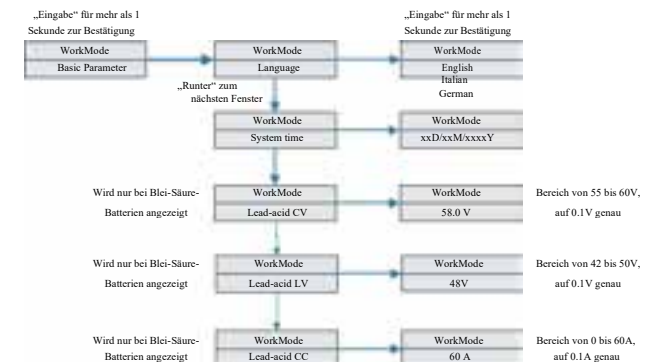 „Eingabe“ für mehr als 1
Sekunde zur Bestätigung
„Eingabe“ für mehr als 1
Sekunde zur Bestätigung
WorkMode
Basic Parameter
WorkMode
Language
WorkMode
English
Italian
German
„Runter“ zum
nächsten Fenster
WorkMode
System time
WorkMode
xxD/xxM/xxxxY
Wird nur bei Blei-Säure-
Batterien angezeigt
WorkMode
Lead-acid CV
WorkMode
58.0 V
Bereich von 55 bis 60V,
auf 0.1V genau
Wird nur bei Blei-Säure-
Batterien angezeigt
WorkMode
Lead-acid LV
WorkMode
48V
Bereich von 42 bis 50V,
auf 0.1V genau
Wird nur bei Blei-Säure-
Batterien angezeigt
WorkMode
Lead-acid CC
WorkMode
60 A
Bereich von 0 bis 60A,
auf 0.1A genau